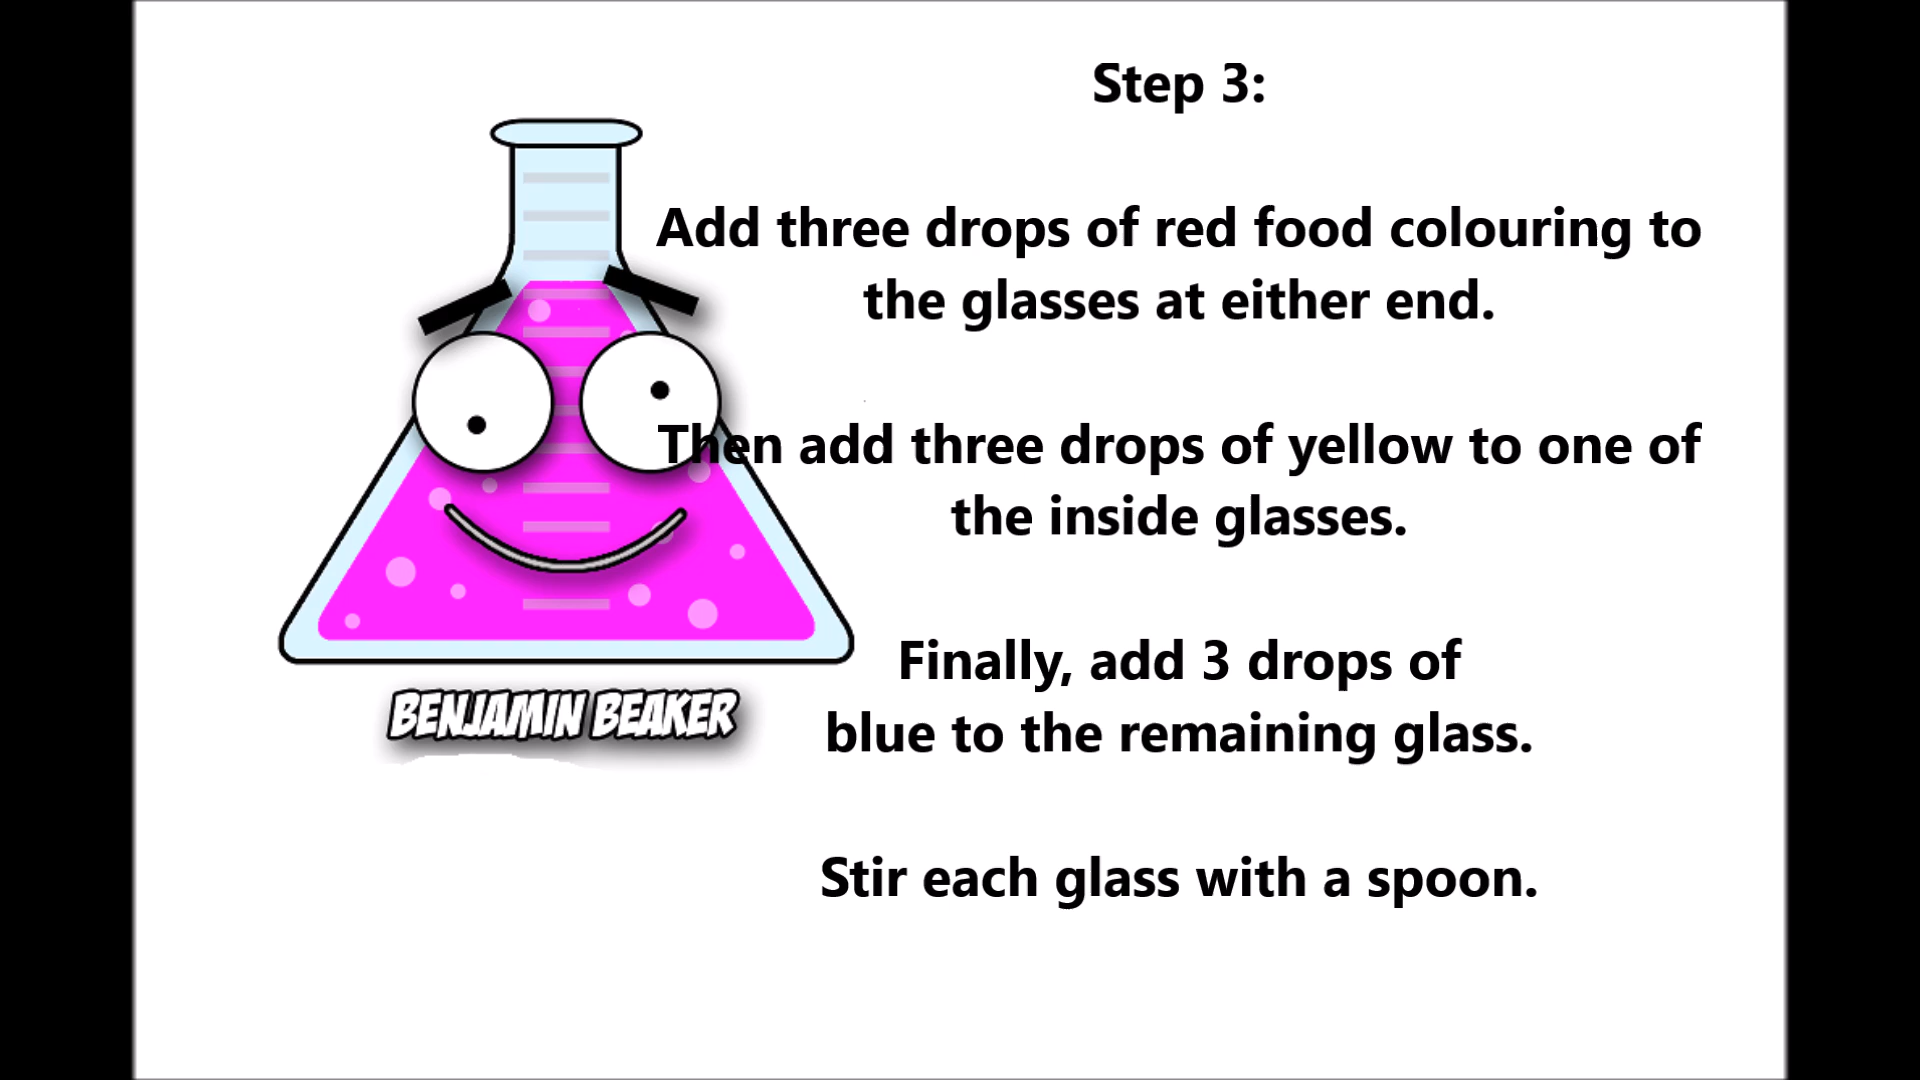 Step 3:
Add three drops of red food colouring to
the glasses at either end.
Then add three drops of yellow to one of
the inside glasses.
Finally, add 3 drops of
blue to the remaining glass.
Stir each glass with a spoon.
BENJAMIN BEAKER